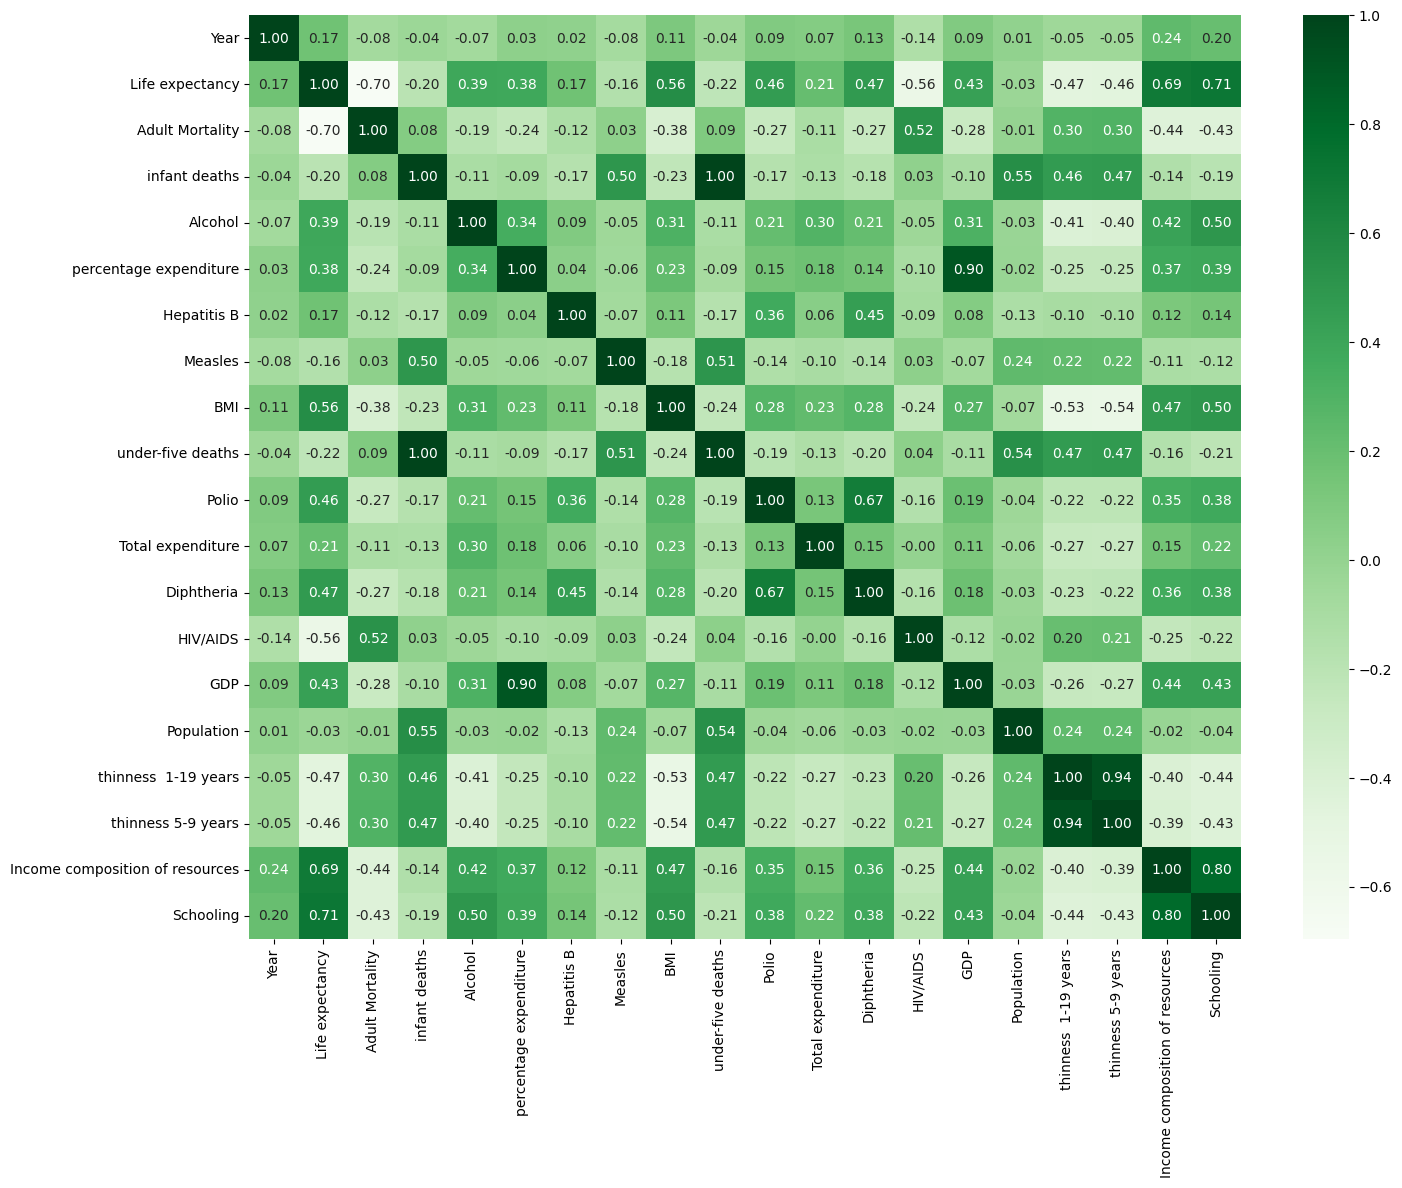 Year 1.00 0.17 -0.08 -0.04 -0.07 0.03 0.02 -0.08 0.11 -0.04 0.09 0.07 0.13 -0.14 0.09 0.01 -0.05 -0.05 0.24 0.20
Life expectancy 0.17 1.00 -0.70 -0.20 0.39 0.38 0.17 -0.16 0.56 -0.22 0.46 0.21 0.47 -0.56 0.43 -0.03 -0.47 -0.46 0.69 0.71
Adult Mortality -0.08 -0.70 1.00 0.08 -0.19 -0.24 -0.12 0.03 -0.38 0.09 -0.27 -0.11 -0.27 0.52 -0.28 -0.01 0.30 0.30 -0.44 -0.43
infant deaths -0.04 -0.20 0.08 1.00 -0.11 -0.09 -0.17 0.50 -0.23 1.00 -0.17 -0.13 -0.18 0.03 -0.10 0.55 0.46 0.47 -0.14 -0.19
Alcohol -0.07 0.39 -0.19 -0.11 1.00 0.34 0.09 -0.05 0.31 -0.11 0.21 0.30 0.21 -0.05 0.31 -0.03 -0.41 -0.40 0.42 0.50
percentage expenditure 0.03 0.38 -0.24 -0.09 0.34 1.00 0.04 -0.06 0.23 -0.09 0.15 0.18 0.14 -0.10 0.90 -0.02 -0.25 -0.25 0.37 0.39
Hepatitis B 0.02 0.17 -0.12 -0.17 0.09 0.04 1.00 -0.07 0.11 -0.17 0.36 0.06 0.45 -0.09 0.08 -0.13 -0.10 -0.10 0.12 0.14
Measles -0.08 -0.16 0.03 0.50 -0.05 -0.06 -0.07 1.00 -0.18 0.51 -0.14 -0.10 -0.14 0.03 -0.07 0.24 0.22 0.22 -0.11 -0.12
BMI 0.11 0.56 -0.38 -0.23 0.31 0.23 0.11 -0.18 1.00 -0.24 0.28 0.23 0.28 -0.24 0.27 -0.07 -0.53 -0.54 0.47 0.50
under-five deaths -0.04 -0.22 0.09 1.00 -0.11 -0.09 -0.17 0.51 -0.24 1.00 -0.19 -0.13 -0.20 0.04 -0.11 0.54 0.47 0.47 -0.16 -0.21
Polio 0.09 0.46 -0.27 -0.17 0.21 0.15 0.36 -0.14 0.28 -0.19 1.00 0.13 0.67 -0.16 0.19 -0.04 -0.22 -0.22 0.35 0.38
Total expenditure 0.07 0.21 -0.11 -0.13 0.30 0.18 0.06 -0.10 0.23 -0.13 0.13 1.00 0.15 -0.00 0.11 -0.06 -0.27 -0.27 0.15 0.22
Diphtheria 0.13 0.47 -0.27 -0.18 0.21 0.14 0.45 -0.14 0.28 -0.20 0.67 0.15 1.00 -0.16 0.18 -0.03 -0.23 -0.22 0.36 0.38
HIV/AIDS -0.14 -0.56 0.52 0.03 -0.05 -0.10 -0.09 0.03 -0.24 0.04 -0.16 -0.00 -0.16 1.00 -0.12 -0.02 0.20 0.21 -0.25 -0.22
GDP 0.09 0.43 -0.28 -0.10 0.31 0.90 0.08 -0.07 0.27 -0.11 0.19 0.11 0.18 -0.12 1.00 -0.03 -0.26 -0.27 0.44 0.43
Population 0.01 -0.03 -0.01 0.55 -0.03 -0.02 -0.13 0.24 -0.07 0.54 -0.04 -0.06 -0.03 -0.02 -0.03 1.00 0.24 0.24 -0.02 -0.04
thinness  1-19 years -0.05 -0.47 0.30 0.46 -0.41 -0.25 -0.10 0.22 -0.53 0.47 -0.22 -0.27 -0.23 0.20 -0.26 0.24 1.00 0.94 -0.40 -0.44
thinness 5-9 years -0.05 -0.46 0.30 0.47 -0.40 -0.25 -0.10 0.22 -0.54 0.47 -0.22 -0.27 -0.22 0.21 -0.27 0.24 0.94 1.00 -0.39 -0.43
Income composition of resources 0.24 0.69 -0.44 -0.14 0.42 0.37 0.12 -0.11 0.47 -0.16 0.35 0.15 0.36 -0.25 0.44 -0.02 -0.40 -0.39 1.00 0.80
Schooling 0.20 0.71 -0.43 -0.19 0.50 0.39 0.14 -0.12 0.50 -0.21 0.38 0.22 0.38 -0.22 0.43 -0.04 -0.44 -0.43 0.80 1.00
Year
Life expectancy
Adult Mortality
infant deaths
Alcohol
percentage expenditure
Hepatitis B
Measles
BMI
under-five deaths
Polio
Total expenditure
Diphtheria
HIV/AIDS
GDP
Population
thinness  1-19 years
thinness 5-9 years
Income composition of resources
Schooling
1.0
0.8
0.6
0.4
0.2
0.0
−0.2
−0.4
−0.6